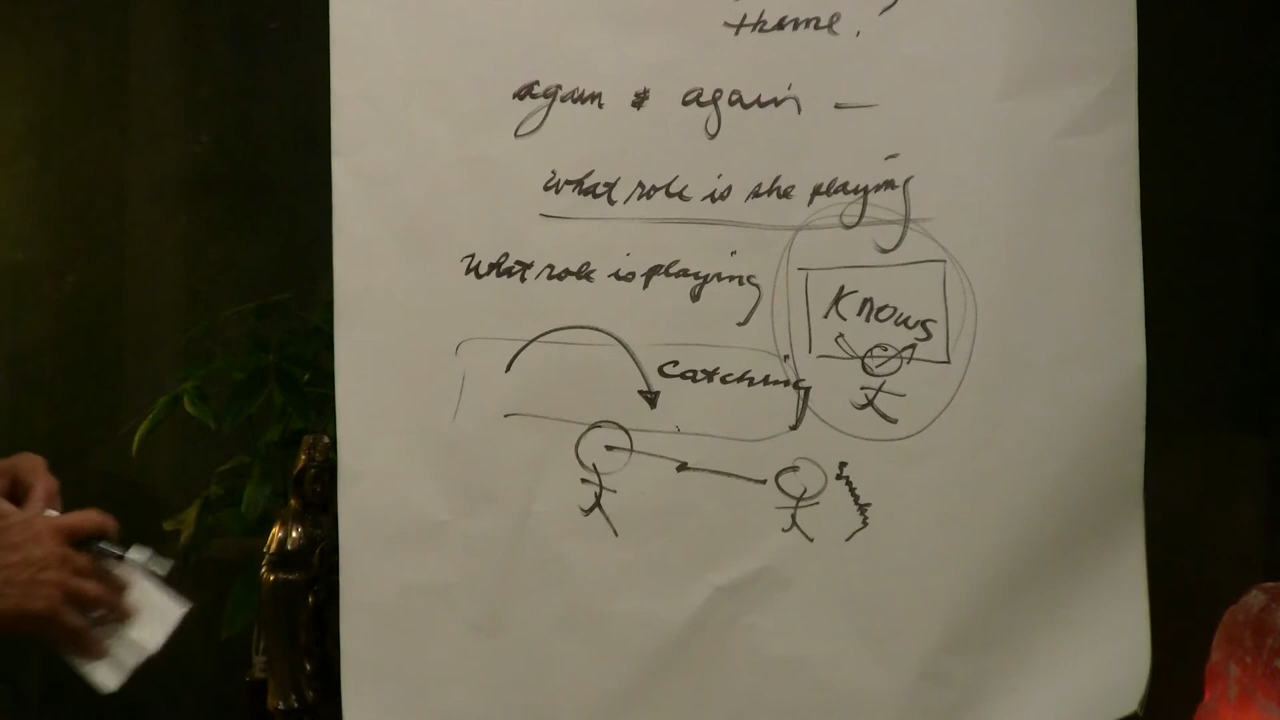 theme?
again & again —
What role is she playing
What role is playing
Knows
Catching